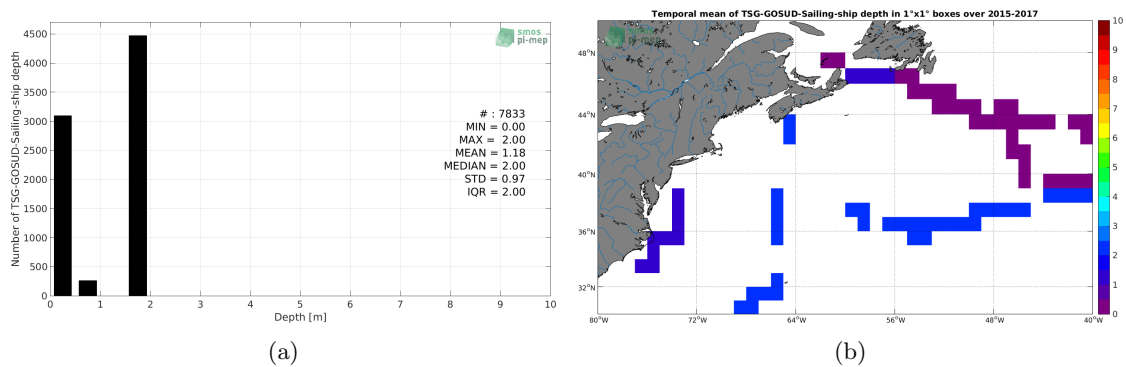 Number of TSG-GOSUD-Sailing-ship depth
4500
4000
3500
3000
2500
2000
1500
1000
500
0
0 1 2 3 4 5 6 7 8 9 10
Depth [m]
smos
pi-mep
# : 7833
MIN = 0.00
MAX = 2.00
MEAN = 1.18
MEDIAN = 2.00
STD = 0.97
IQR = 2.00
(a)
Temporal mean of TSG-GOSUD-Sailing-ship depth in 1°x1° boxes over 2015-2017
smos
pi-mep
48°N
44°N
40°N
36°N
32°N
80°W 72°W 64°W 56°W 48°W 40°W
10
9
8
7
6
5
4
3
2
1
0
(b)